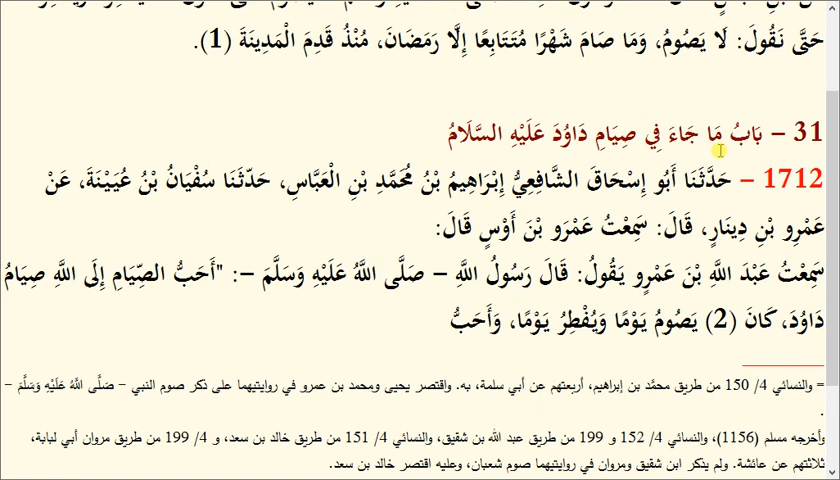 حَتَّى نَقُولَ: لَا يَصُومُ، وَمَا صَامَ شَهْرًا مُتَتَابِعًا إِلَّا رَمَضَانَ، مُنْذُ قَدِمَ الْمَدِينَةَ (1).
31 - بَابُ مَا جَاءَ فِي صِيَامِ دَاوُدَ عَلَيْهِ السَّلَامُ
1712 - حَدَّثَنَا أَبُو إِسْحَاقَ الشَّافِعِيُّ إِبْرَاهِيمُ بْنُ مُحَمَّدِ بْنِ الْعَبَّاسِ، حَدّثَنَا سُفْيَانُ بْنُ عُيَيْنَةَ، عَنْ
عَمْرِو بْنِ دِينَارٍ، قَالَ: سَمِعْتُ عَمْرَو بْنَ أَوْسٍ قَالَ:
سَمِعْتُ عَبْدَ اللَّهِ بْنَ عَمْرٍو يَقُولُ: قَالَ رَسُولُ اللَّهِ - صَلَّى اللَّهُ عَلَيْهِ وَسَلَّمَ -: "أَحَبُّ الصِّيَامِ إِلَى اللَّهِ صِيَامُ
دَاوُدَ، كَانَ (2) يَصُومُ يَوْمًا وَيُفْطِرُ يَوْمًا، وَأَحَبُّ
= والنسائي 4/ 150 من طريق محمَّد بن إبراهيم، أربعتهم عن أبي سلمة، به. واقتصر يحيى ومحمد بن عمرو في روايتيهما على ذكر صوم النبي - صَلَّى اللَّهُ عَلَيْهِ وَسَلَّمَ -
.
وأخرجه مسلم (1156)، والنسائي 4/ 152 و 199 من طريق عبد الله بن شقيق، والنسائي 4/ 151 من طريق خالد بن سعد، و 4/ 199 من طريق مروان أبي لبابة،
ثلاثتهم عن عائشة. ولم يذكر ابن شقيق ومروان في روايتيهما صوم شعبان، وعليه اقتصر خالد بن سعد.